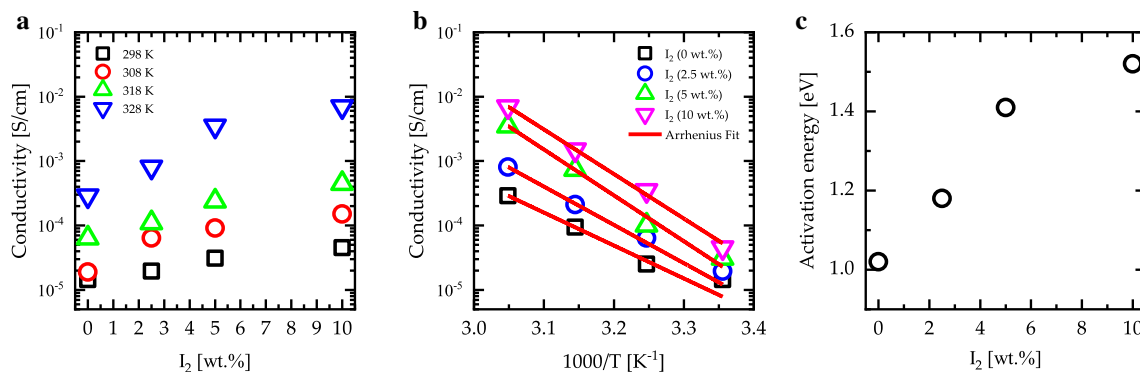 a
Conductivity [S/cm]
10⁻¹
10⁻²
10⁻³
10⁻⁴
10⁻⁵
298 K
308 K
318 K
328 K
0 1 2 3 4 5 6 7 8 9 10
I₂ [wt.%]
b
Conductivity [S/cm]
10⁻¹
10⁻²
10⁻³
10⁻⁴
10⁻⁵
I₂ (0 wt.%)
I₂ (2.5 wt.%)
I₂ (5 wt.%)
I₂ (10 wt.%)
Arrhenius Fit
3.0 3.1 3.2 3.3 3.4
1000/T [K⁻¹]
c
Activation energy [eV]
1.6
1.4
1.2
1.0
0 2 4 6 8 10
I₂ [wt.%]